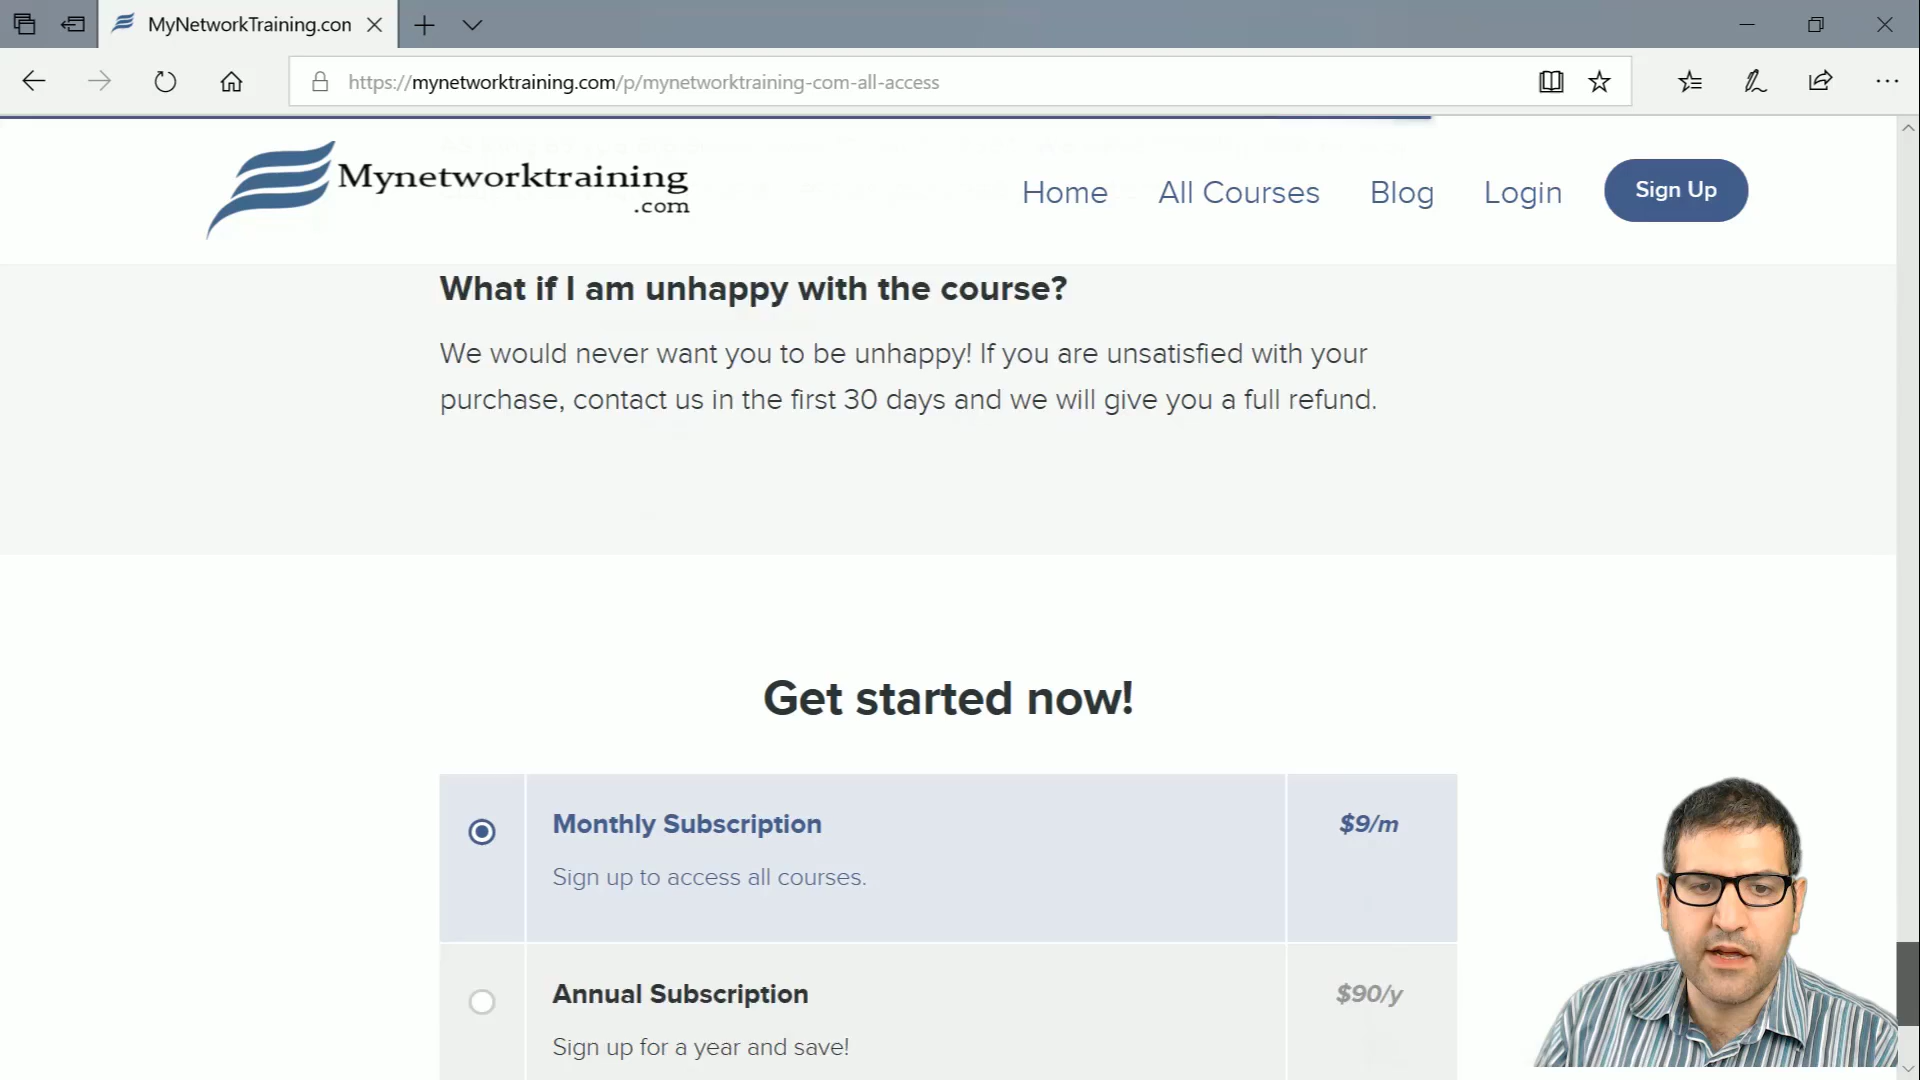 MyNetworkTraining.con
https://mynetworktraining.com/p/mynetworktraining-com-all-access
Mynetworktraining
.com
Home
All Courses
Blog
Login
Sign Up
What if I am unhappy with the course?
We would never want you to be unhappy! If you are unsatisfied with your
purchase, contact us in the first 30 days and we will give you a full refund.
Get started now!
Monthly Subscription
$9/m
Sign up to access all courses.
Annual Subscription
$90/y
Sign up for a year and save!